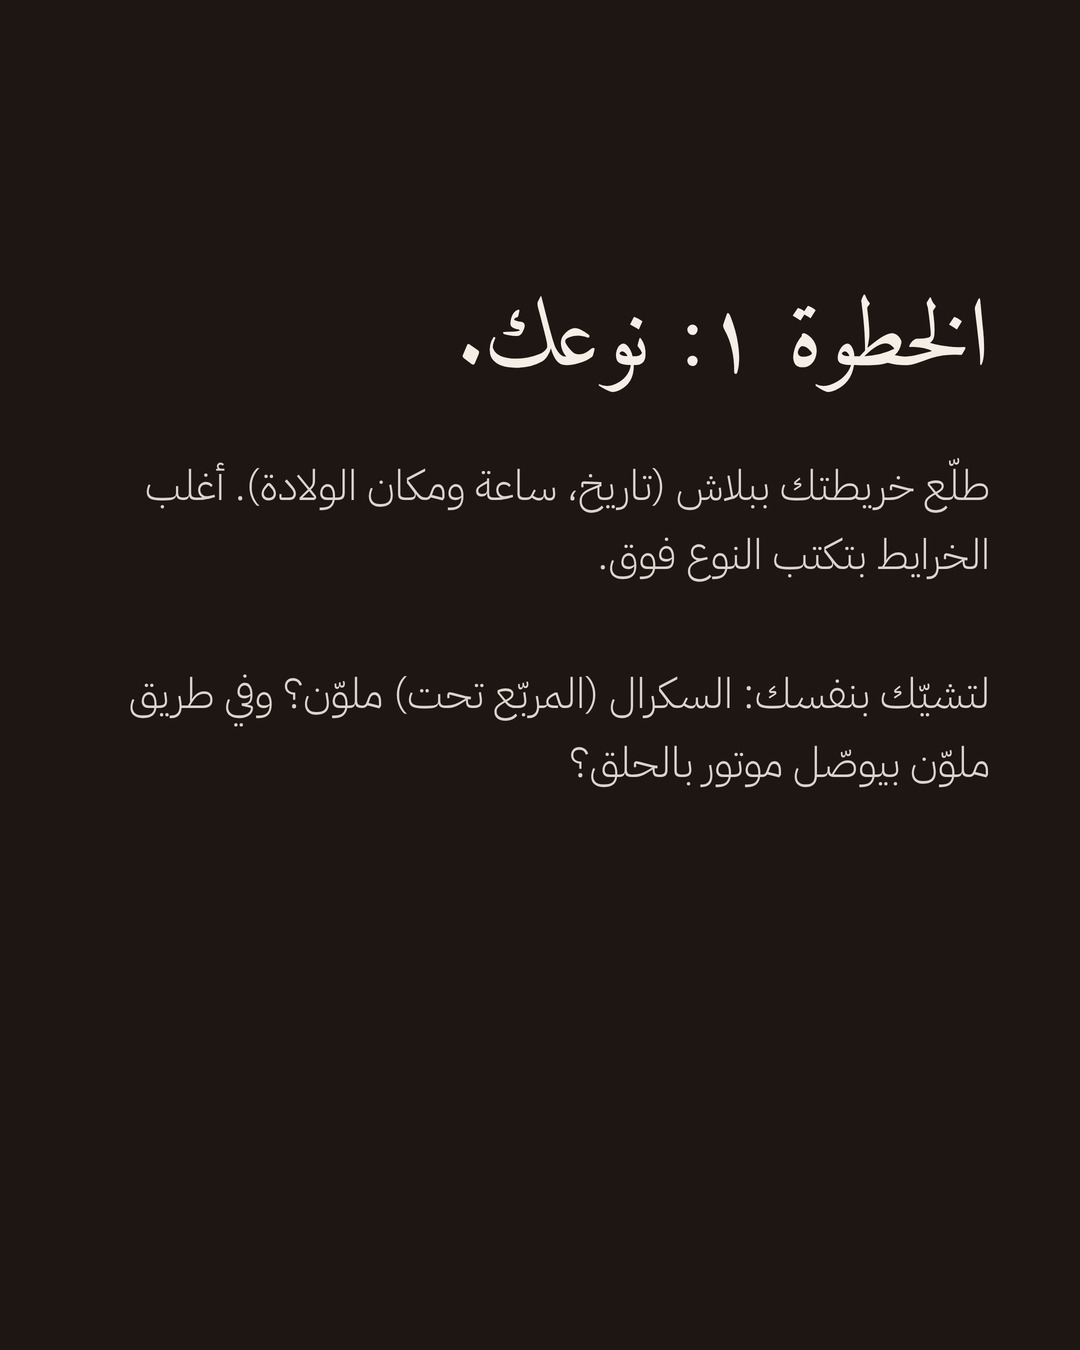 الخطوة ١: نوعك.
طلّع خريطتك ببلاش (تاريخ، ساعة ومكان الولادة). أغلب
الخرايط بتكتب النوع فوق.
لتشيّك بنفسك: السكرال (المربّع تحت) ملوّن؟ وفي طريق
ملوّن بيوصّل موتور بالحلق؟